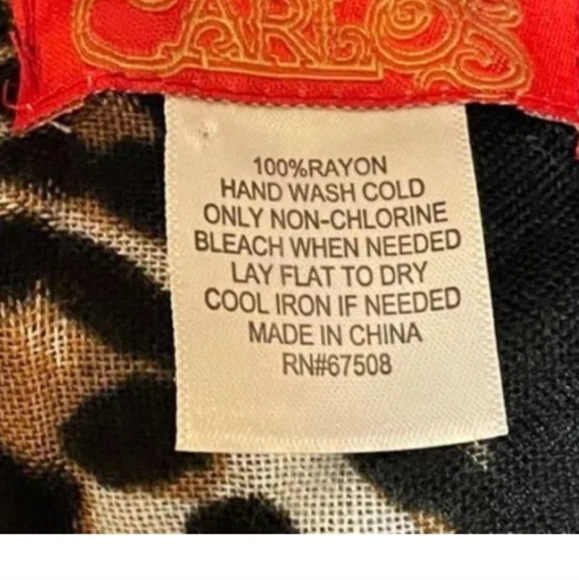 CARLOS
100%RAYON
HAND WASH COLD
ONLY NON-CHLORINE
BLEACH WHEN NEEDED
LAY FLAT TO DRY
COOL IRON IF NEEDED
MADE IN CHINA
RN#67508